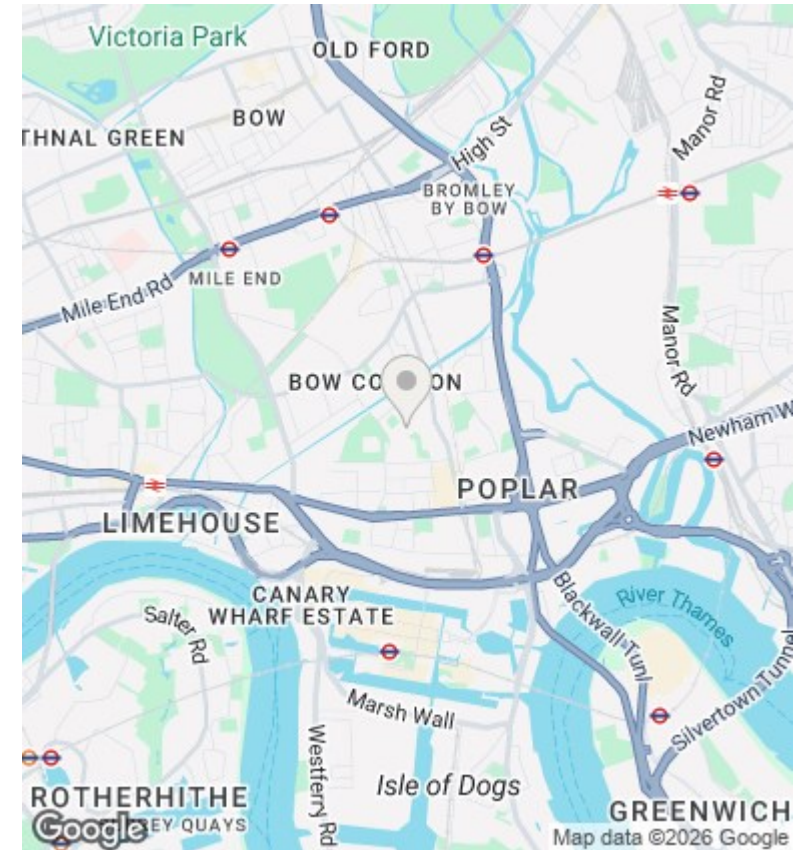 Victoria Park
OLD FORD
BOW
THNAL GREEN
High St
Manor Rd
BROMLEY
BY BOW
MILE END
Mile End Rd
Manor Rd
BOW CO ON
Newham W
POPLAR
LIMEHOUSE
CANARY
WHARF ESTATE
Salter Rd
Blackwall Tunl
River Thames
Silvertown Tunnel
Marsh Wall
Westferry Rd
Isle of Dogs
ROTHERHITHE
GREENWICH
REY QUAYS
Google
Map data ©2026 Google